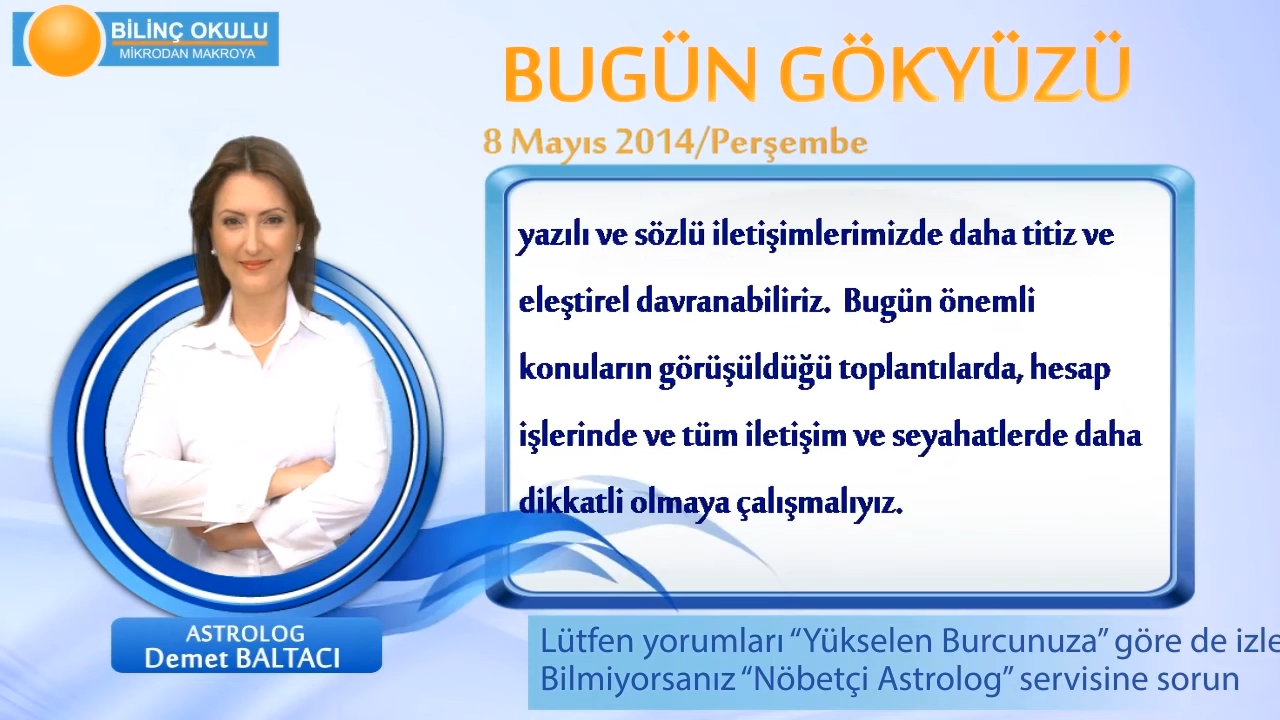 BİLİNÇ OKULU
MİKRODAN MAKROYA
BUGÜN GÖKYÜZÜ
8 Mayıs 2014/Perşembe
yazılı ve sözlü iletişimlerimizde daha titiz ve
eleştirel davranabiliriz. Bugün önemli
konuların görüşüldüğü toplantılarda, hesap
işlerinde ve tüm iletişim ve seyahatlerde daha
dikkatli olmaya çalışmalıyız.
ASTROLOG
Demet BALTACI
Lütfen yorumları “Yükselen Burcunuza” göre de izle
Bilmiyorsanız “Nöbetçi Astrolog” servisine sorun